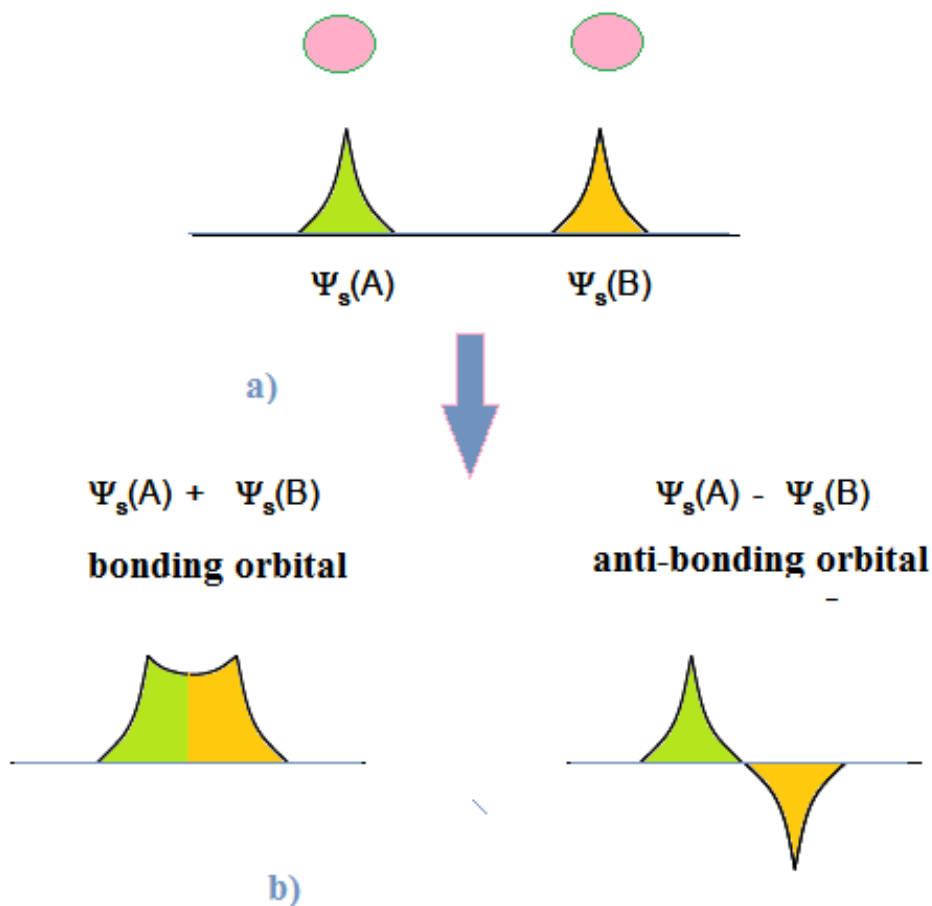 Ψs(A) Ψs(B)
a)
Ψs(A) + Ψs(B) Ψs(A) - Ψs(B)
bonding orbital anti-bonding orbital
-
b)